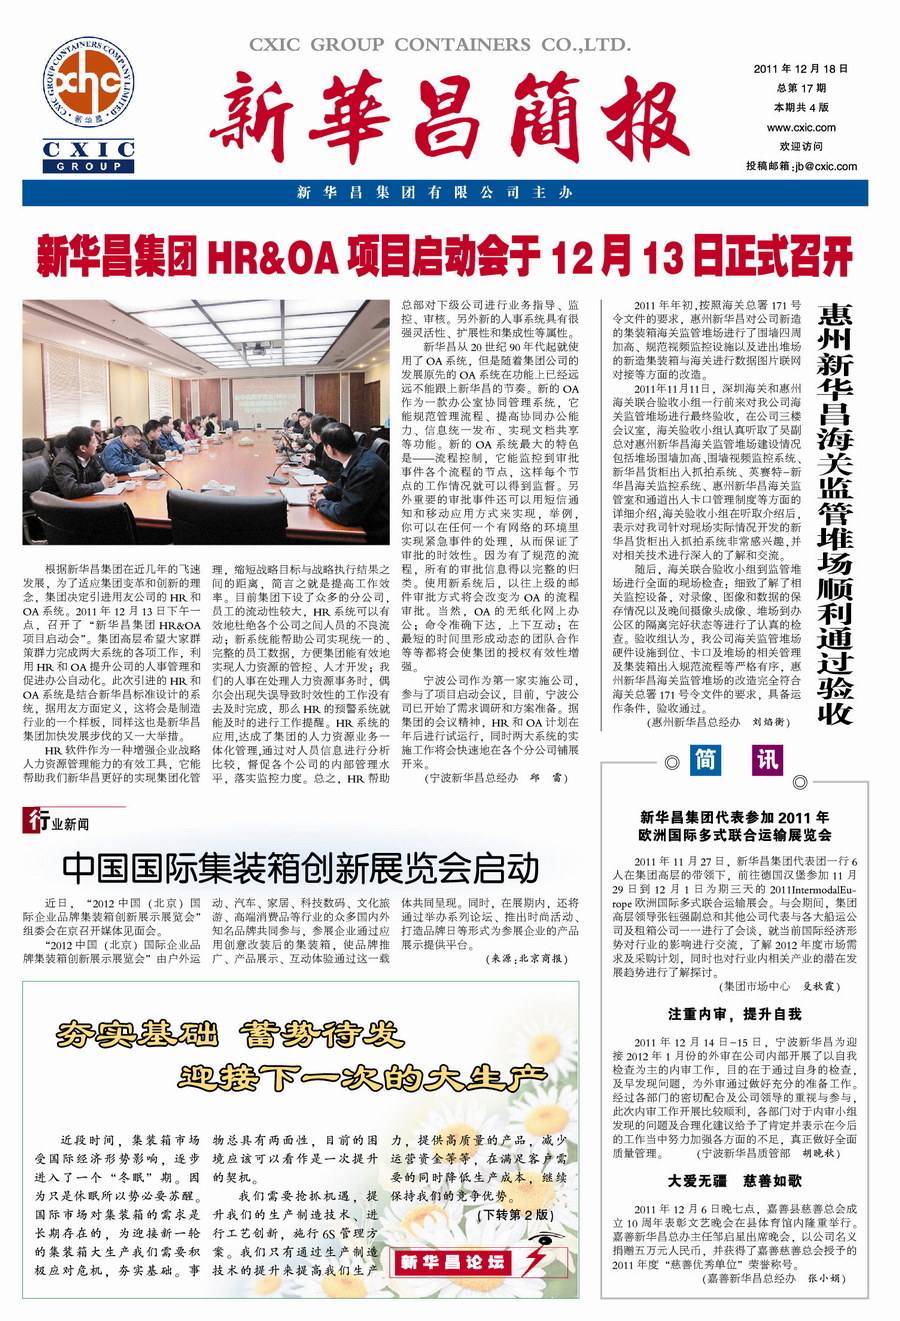 CXIC GROUP CONTAINERS CO.,LTD.
CXIC GROUP CONTAINERS COMPANY LIMITED
xhc
新华昌
CXIC
GROUP
新華昌簡报
2011 年 12 月 18 日
总第 17 期
本期共 4 版
www.cxic.com
欢迎访问
投稿邮箱:jb@cxic.com
新华昌集团有限公司主办
新华昌集团 HR&OA 项目启动会于 12 月 13 日正式召开
根据新华昌集团在近几年的飞速
发展，为了适应集团变革和创新的理
念，集团决定引进用友公司的 HR 和
OA 系统。2011 年 12 月 13 日下午一
点，召开了“新华昌集团 HR&OA
项目启动会”。集团高层希望大家群
策群力完成两大系统的各项工作，利
用 HR 和 OA 提升公司的人事管理和
促进办公自动化。此次引进的 HR 和
OA 系统是结合新华昌标准设计的系
统，据用友方面定义，这将会是制造
行业的一个样板，同样这也是新华昌
集团加快发展步伐的又一大举措。
HR 软件作为一种增强企业战略
人力资源管理能力的有效工具，它能
帮助我们新华昌更好的实现集团化管
理，缩短战略目标与战略执行结果之
间的距离，简言之就是提高工作效
率。目前集团下设了众多的分公司，
员工的流动性较大，HR 系统可以有
效地杜绝各个公司之间人员的不良流
动；新系统能帮助公司实现统一的、
完整的员工数据，方便集团能有效地
实现人力资源的管控、人才开发；我
们的人事在处理人力资源事务时，偶
尔会出现失误导致时效性的工作没有
去及时完成，那么 HR 的预警系统就
能及时的进行工作提醒。HR 系统的
应用,达成了集团的人力资源业务一
体化管理,通过对人员信息进行分析
比较，督促各个公司的内部管理水
平，落实监控力度。总之，HR 帮助
总部对下级公司进行业务指导、监
控、审核。另外新的人事系统具有很
强灵活性、扩展性和集成性等属性。
新华昌从 20 世纪 90 年代起就使
用了 OA 系统，但是随着集团公司的
发展原先的 OA 系统在功能上已经远
远不能跟上新华昌的节奏。新的 OA
作为一款办公室协同管理系统，它
能规范管理流程、提高协同办公能
力、信息统一发布、实现文档共享
等功能。新的 OA 系统最大的特色
是——流程控制，它能监控到审批
事件各个流程的节点，这样每个节
点的工作情况就可以得到监督。另
外重要的审批事件还可以用短信通
知和移动应用方式来实现，举例，
你可以在任何一个有网络的环境里
实现紧急事件的处理，从而保证了
审批的时效性。因为有了规范的流
程，所有的审批信息得以完整的归
类。使用新系统后，以往上级的邮
件审批方式将会改变为 OA 的流程
审批。当然，OA 的无纸化网上办
公；命令准确下达，上下互动；在
最短的时间里形成动态的团队合作
等等都将会使集团的授权有效性增
强。
宁波公司作为第一家实施公司，
参与了项目启动会议，目前，宁波公
司已开始了需求调研和方案准备。据
集团的会议精神，HR 和 OA 计划在
年后进行试运行，同时两大系统的实
施工作将会快速地在各个分公司铺展
开来。
(宁波新华昌总经办 邱 雷)
惠州新华昌海关监管堆场顺利通过验收
2011 年年初,按照海关总署 171 号
令文件的要求，惠州新华昌对公司新造
的集装箱海关监管堆场进行了围墙四周
加高、规范视频监控设施以及进出堆场
的新造集装箱与海关进行数据图片联网
对接等方面的改造。
2011年11月11日，深圳海关和惠州
海关联合验收小组一行前来对我公司海
关监管堆场进行最终验收，在公司三楼
会议室，海关验收小组认真听取了吴副
总对惠州新华昌海关监管堆场建设情况
包括堆场围墙加高、围墙视频监控系统、
新华昌货柜出入抓拍系统、英赛特-新
华昌海关监控系统、惠州新华昌海关监
管室和通道出入卡口管理制度等方面的
详细介绍,海关验收小组在听取介绍后，
表示对我司针对现场实际情况开发的新
华昌货柜出入抓拍系统非常感兴趣,并
对相关技术进行深入的了解和交流。
随后，海关联合验收小组到监管堆
场进行全面的现场检查：细致了解了相
关监控设备，对录像、图像和数据的保
存情况以及晚间摄像头成像、堆场到办
公区的隔离完好状态等进行了认真的检
查。验收组认为，我公司海关监管堆场
硬件设施到位、卡口及堆场的相关管理
及集装箱出入规范流程等严格有序，惠
州新华昌海关监管堆场的改造完全符合
海关总署 171 号令文件的要求，具备运
作条件，验收通过。
(惠州新华昌总经办 刘焰衡)
行业新闻
中国国际集装箱创新展览会启动
近日，“2012 中国（北京）国
际企业品牌集装箱创新展示展览会”
组委会在京召开媒体见面会。
“2012 中国（北京）国际企业品
牌集装箱创新展示展览会”由户外运
动、汽车、家居、科技数码、文化旅
游、高端消费品等行业的众多国内外
知名品牌共同参与，参展企业通过应
用创意改装后的集装箱，使品牌推
广、产品展示、互动体验通过这一载
体共同呈现。同时，在展期内，还将
通过举办系列论坛、推出时尚活动、
打造品牌日等形式为参展企业的产品
展示提供平台。
(来源:北京商报)
夯实基础 蓄势待发
迎接下一次的大生产
近段时间，集装箱市场
受国际经济形势影响，逐步
进入了一个“冬眠”期。因
为只是休眠所以势必要苏醒。
国际市场对集装箱的需求是
长期存在的，为迎接新一轮
的集装箱大生产我们需要积
极应对危机，夯实基础。事
物总具有两面性，目前的困
境应该可以看作是一次提升
的契机。
我们需要抢抓机遇，提
升我们的生产制造技术、进
行工艺创新，施行 6S 管理方
案。我们只有通过生产制造
技术的提升来提高我们生产
力，提供高质量的产品，减少
运营资金等等，在满足客户需
要的同时降低生产成本，继续
保持我们的竞争优势。
(下转第 2 版)
新华昌论坛
简 讯
新华昌集团代表参加 2011 年
欧洲国际多式联合运输展览会
2011 年 11 月 27 日，新华昌集团代表团一行 6
人在集团高层的带领下，前往德国汉堡参加 11 月
29 日到 12 月 1 日为期三天的 2011IntermodalEu-
rope 欧洲国际多式联合运输展会。与会期间，集团
高层领导张钰强副总和其他公司代表与各大船运公
司及租箱公司一一进行了会谈，就当前国际经济形
势对行业的影响进行交流，了解 2012 年度市场需
求及采购计划，同时也对行业内相关产业的潜在发
展趋势进行了解探讨。
(集团市场中心 殳秋霞)
注重内审，提升自我
2011 年 12 月 14 日-15 日，宁波新华昌为迎
接 2012 年 1 月份的外审在公司内部开展了以自我
检查为主的内审工作，目的在于通过自身的检查，
及早发现问题，为外审通过做好充分的准备工作。
经过各部门的密切配合及公司领导的重视与参与，
此次内审工作开展比较顺利，各部门对于内审小组
发现的问题及合理化建议给予了肯定并表示在今后
的工作当中努力加强各方面的不足，真正做好全面
质量管理。 (宁波新华昌质管部 胡晚秋)
大爱无疆 慈善如歌
2011 年 12 月 6 日晚七点，嘉善县慈善总会成
立 10 周年表彰文艺晚会在县体育馆内隆重举行。
嘉善新华昌总办主任邹启星出席晚会，以公司名义
捐赠五万元人民币，并获得了嘉善慈善总会授予的
2011 年度“慈善优秀单位”荣誉称号。
(嘉善新华昌总经办 张小娟)